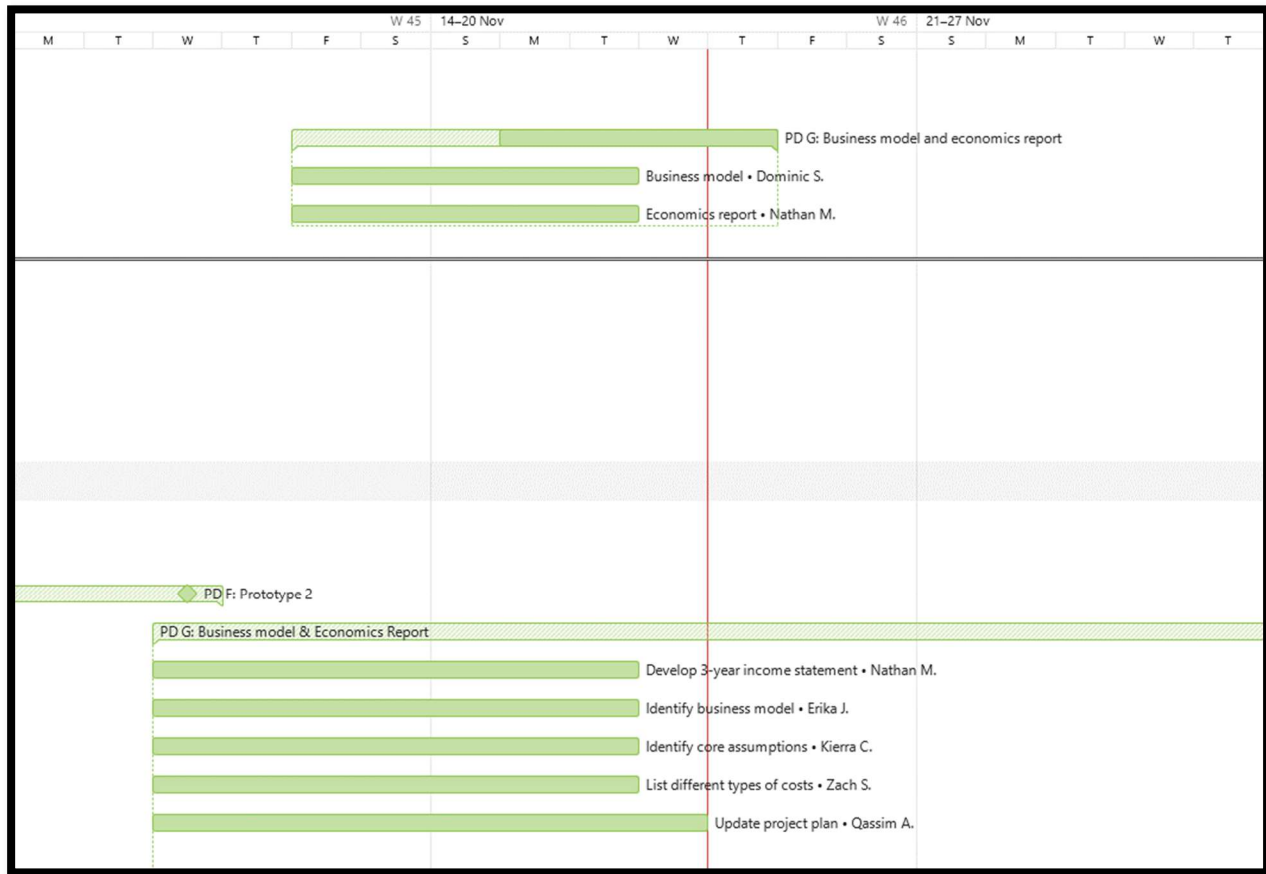 W 45 14–20 Nov W 46 21–27 Nov
M T W T F S S M T W T F S S M T W T
PD G: Business model and economics report
Business model • Dominic S.
Economics report • Nathan M.
PD F: Prototype 2
PD G: Business model & Economics Report
Develop 3-year income statement • Nathan M.
Identify business model • Erika J.
Identify core assumptions • Kierra C.
List different types of costs • Zach S.
Update project plan • Qassim A.